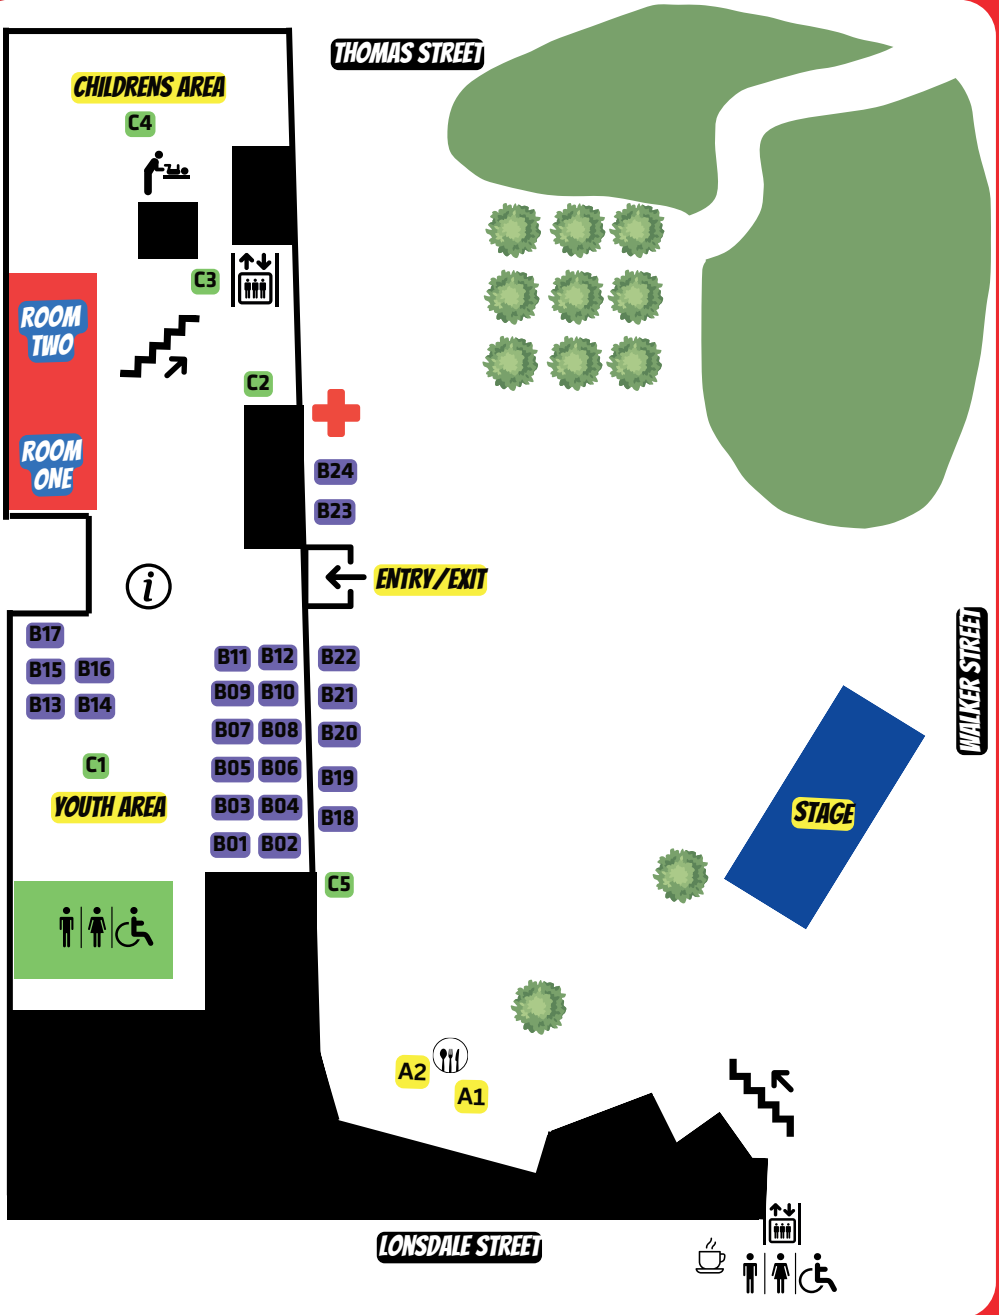 THOMAS STREET
CHILDRENS AREA
C4
C3
ROOM
TWO
C2
ROOM
ONE
B24
B23
i
ENTRY/EXIT
B17
B15 B16
B13 B14
B11 B12 B22
B09 B10 B21
B07 B08 B20
B05 B06 B19
B03 B04 B18
B01 B02
C1
YOUTH AREA
C5
WALKER STREET
STAGE
A2
A1
LONSDALE STREET